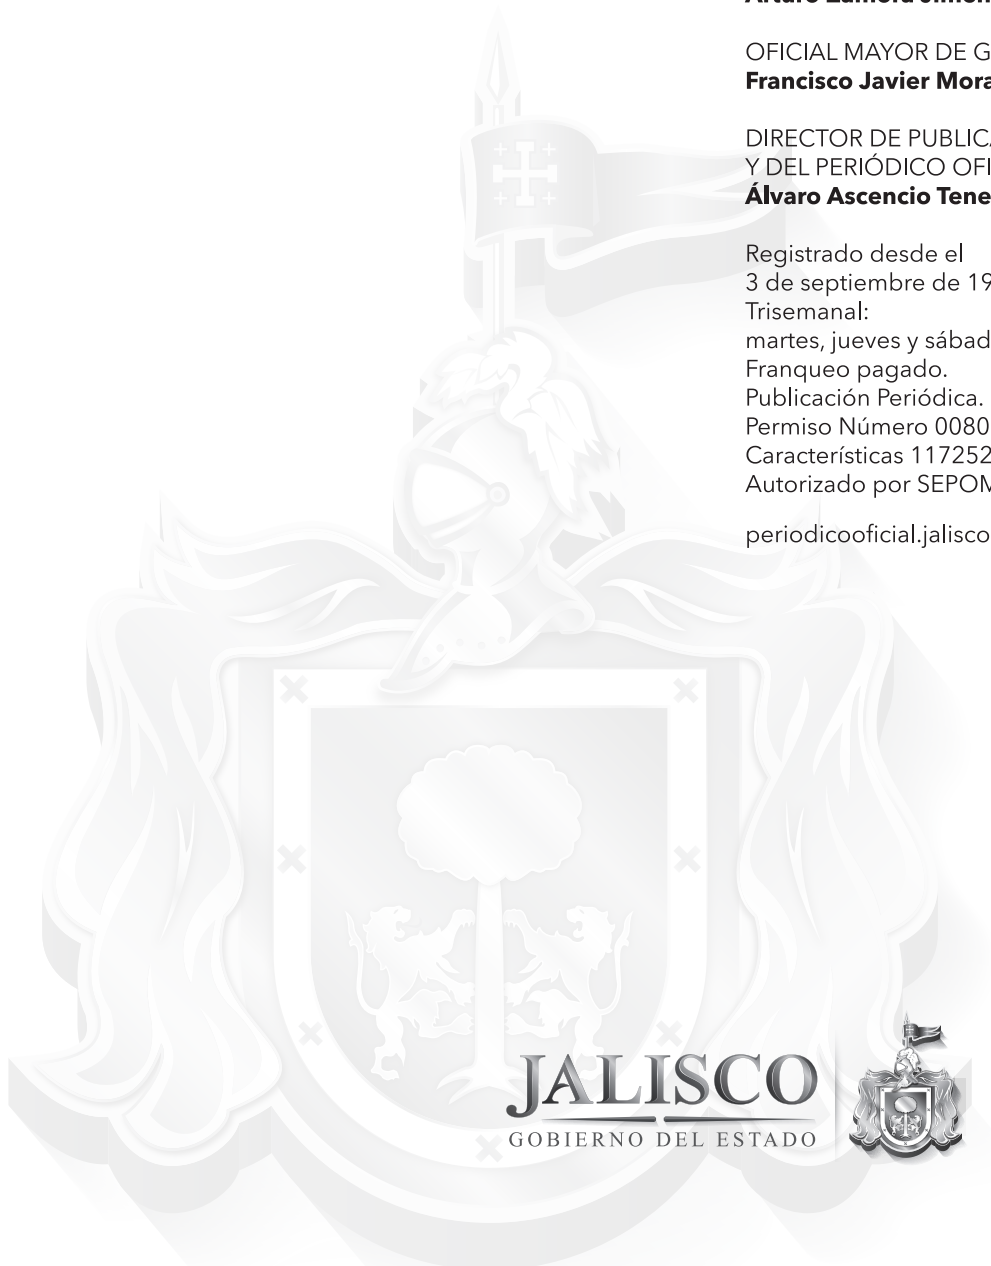 OFICIAL MAYOR DE G
Francisco Javier Mora
DIRECTOR DE PUBLICA
Y DEL PERIÓDICO OFI
Álvaro Ascencio Tene
Registrado desde el
3 de septiembre de 19
Trisemanal:
martes, jueves y sábad
Franqueo pagado.
Publicación Periódica.
Permiso Número 0080
Características 117252
Autorizado por SEPOM
periodicooficial.jalisco
JALISCO
GOBIERNO DEL ESTADO